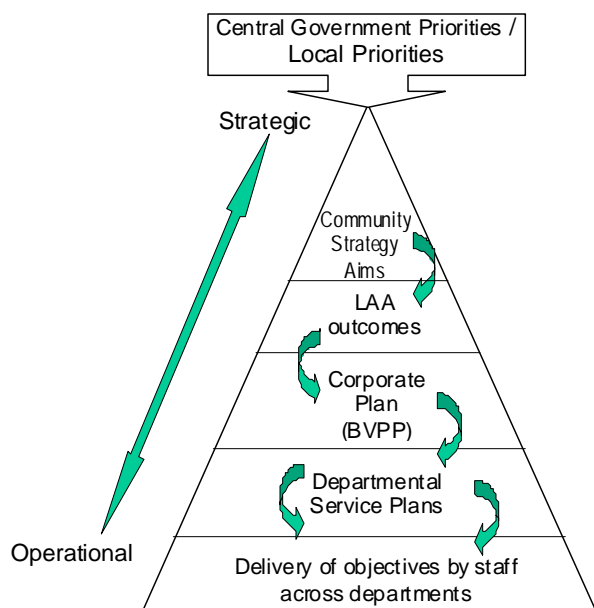 Central Government Priorities /
Local Priorities
Strategic
Community
Strategy
Aims
LAA
outcomes
Corporate
Plan
(BVPP)
Departmental
Service Plans
Operational
Delivery of objectives by staff
across departments